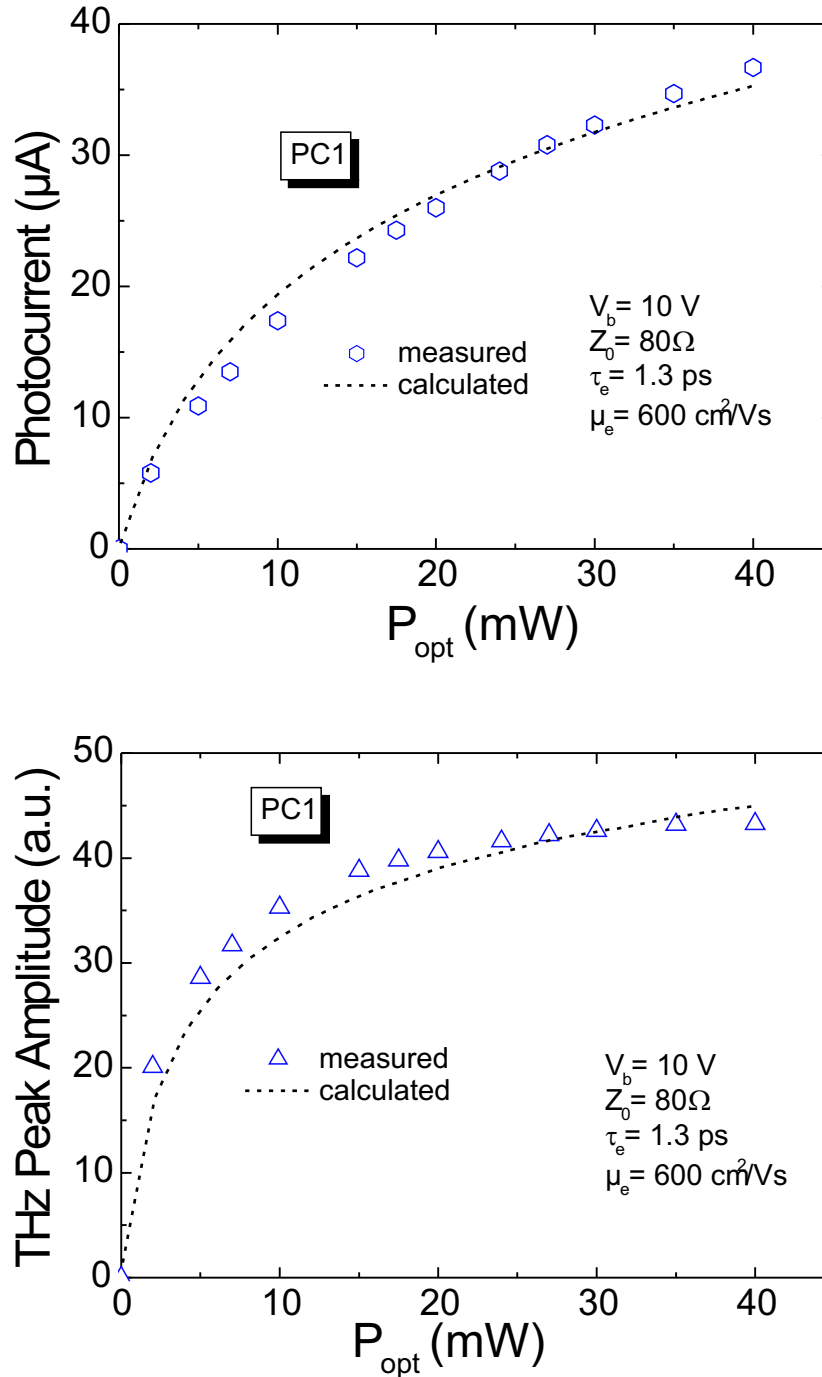 40
30
20
10
0
Photocurrent (µA)
PC1
measured
calculated
V_b= 10 V
Z_0= 80Ω
τ_e= 1.3 ps
µ_e= 600 cm²/Vs
0 10 20 30 40
P_opt (mW)
50
40
30
20
10
0
THz Peak Amplitude (a.u.)
PC1
measured
calculated
V_b= 10 V
Z_0= 80Ω
τ_e= 1.3 ps
µ_e= 600 cm²/Vs
0 10 20 30 40
P_opt (mW)